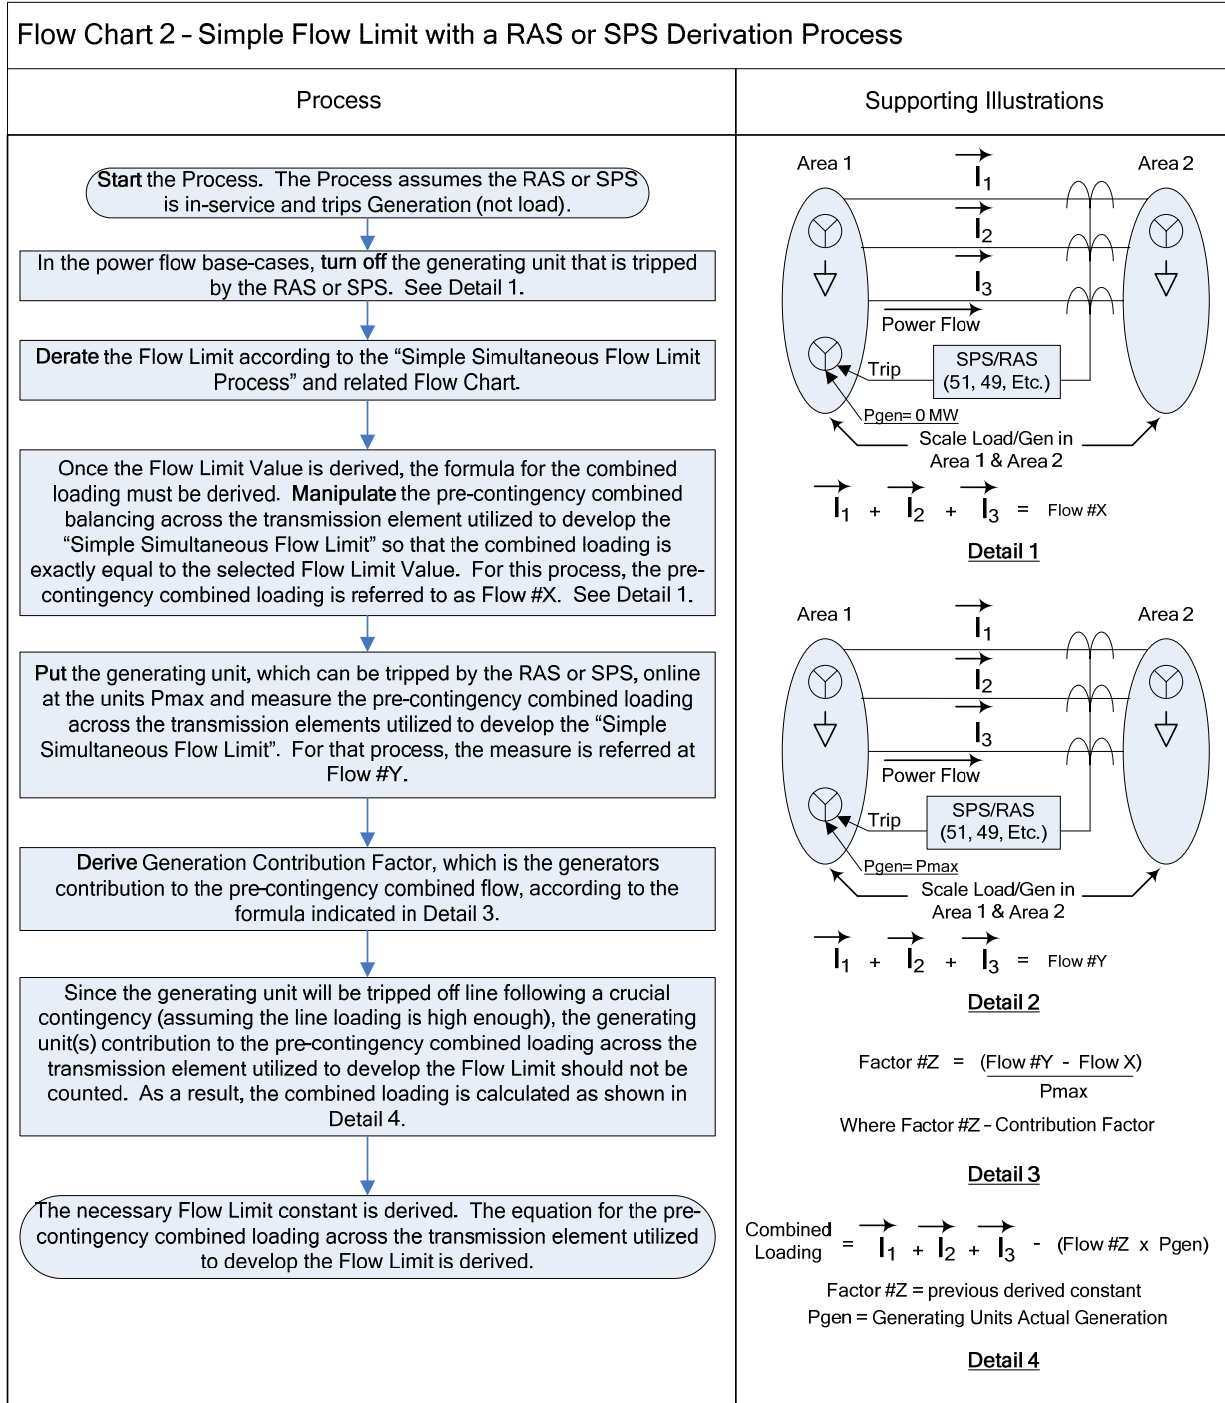 Flow Chart 2 - Simple Flow Limit with a RAS or SPS Derivation Process
Process
Start the Process. The Process assumes the RAS or SPS
is in-service and trips Generation (not load).
In the power flow base-cases, turn off the generating unit that is tripped
by the RAS or SPS. See Detail 1.
Derate the Flow Limit according to the “Simple Simultaneous Flow Limit
Process” and related Flow Chart.
Once the Flow Limit Value is derived, the formula for the combined
loading must be derived. Manipulate the pre-contingency combined
balancing across the transmission element utilized to develop the
“Simple Simultaneous Flow Limit” so that the combined loading is
exactly equal to the selected Flow Limit Value. For this process, the pre-
contingency combined loading is referred to as Flow #X. See Detail 1.
Put the generating unit, which can be tripped by the RAS or SPS, online
at the units Pmax and measure the pre-contingency combined loading
across the transmission elements utilized to develop the “Simple
Simultaneous Flow Limit”. For that process, the measure is referred at
Flow #Y.
Derive Generation Contribution Factor, which is the generators
contribution to the pre-contingency combined flow, according to the
formula indicated in Detail 3.
Since the generating unit will be tripped off line following a crucial
contingency (assuming the line loading is high enough), the generating
unit(s) contribution to the pre-contingency combined loading across the
transmission element utilized to develop the Flow Limit should not be
counted. As a result, the combined loading is calculated as shown in
Detail 4.
The necessary Flow Limit constant is derived. The equation for the pre-
contingency combined loading across the transmission element utilized
to develop the Flow Limit is derived.
Supporting Illustrations
Area 1
Area 2
I1
I2
I3
Power Flow
Trip
SPS/RAS
(51, 49, Etc.)
Pgen= 0 MW
Scale Load/Gen in
Area 1 & Area 2
I1 + I2 + I3 = Flow #X
Detail 1
Area 1
Area 2
I1
I2
I3
Power Flow
Trip
SPS/RAS
(51, 49, Etc.)
Pgen= Pmax
Scale Load/Gen in
Area 1 & Area 2
I1 + I2 + I3 = Flow #Y
Detail 2
Factor #Z = (Flow #Y - Flow X)
Pmax
Where Factor #Z - Contribution Factor
Detail 3
Combined
Loading = I1 + I2 + I3 - (Flow #Z x Pgen)
Factor #Z = previous derived constant
Pgen = Generating Units Actual Generation
Detail 4